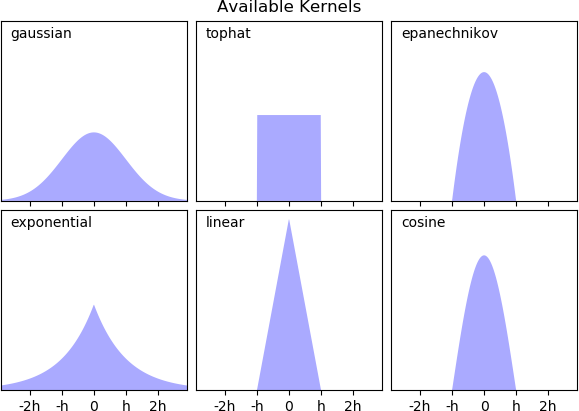 Available Kernels
gaussian
tophat
epanechnikov
exponential
linear
cosine
-2h -h 0 h 2h
-2h -h 0 h 2h
-2h -h 0 h 2h